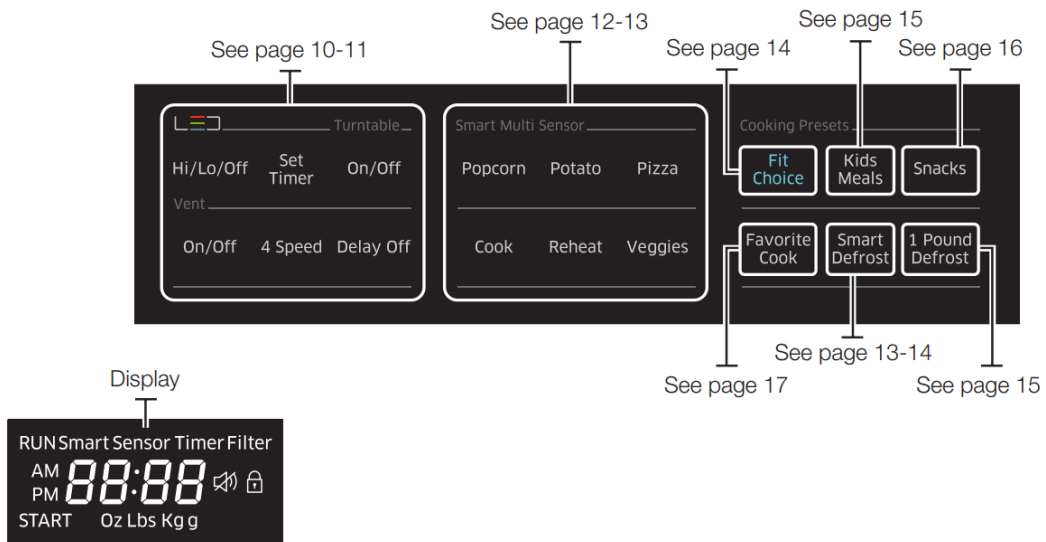 See page 10-11
See page 12-13
See page 14
See page 15
See page 16
LED
Turntable
Hi/Lo/Off
Set
Timer
On/Off
Vent
On/Off
4 Speed
Delay Off
Smart Multi Sensor
Popcorn
Potato
Pizza
Cook
Reheat
Veggies
Cooking Presets
Fit
Choice
Kids
Meals
Snacks
Favorite
Cook
Smart
Defrost
1 Pound
Defrost
See page 13-14
See page 17
See page 15
Display
RUN Smart Sensor Timer Filter
AM
PM
88:88
START
Oz Lbs Kg g